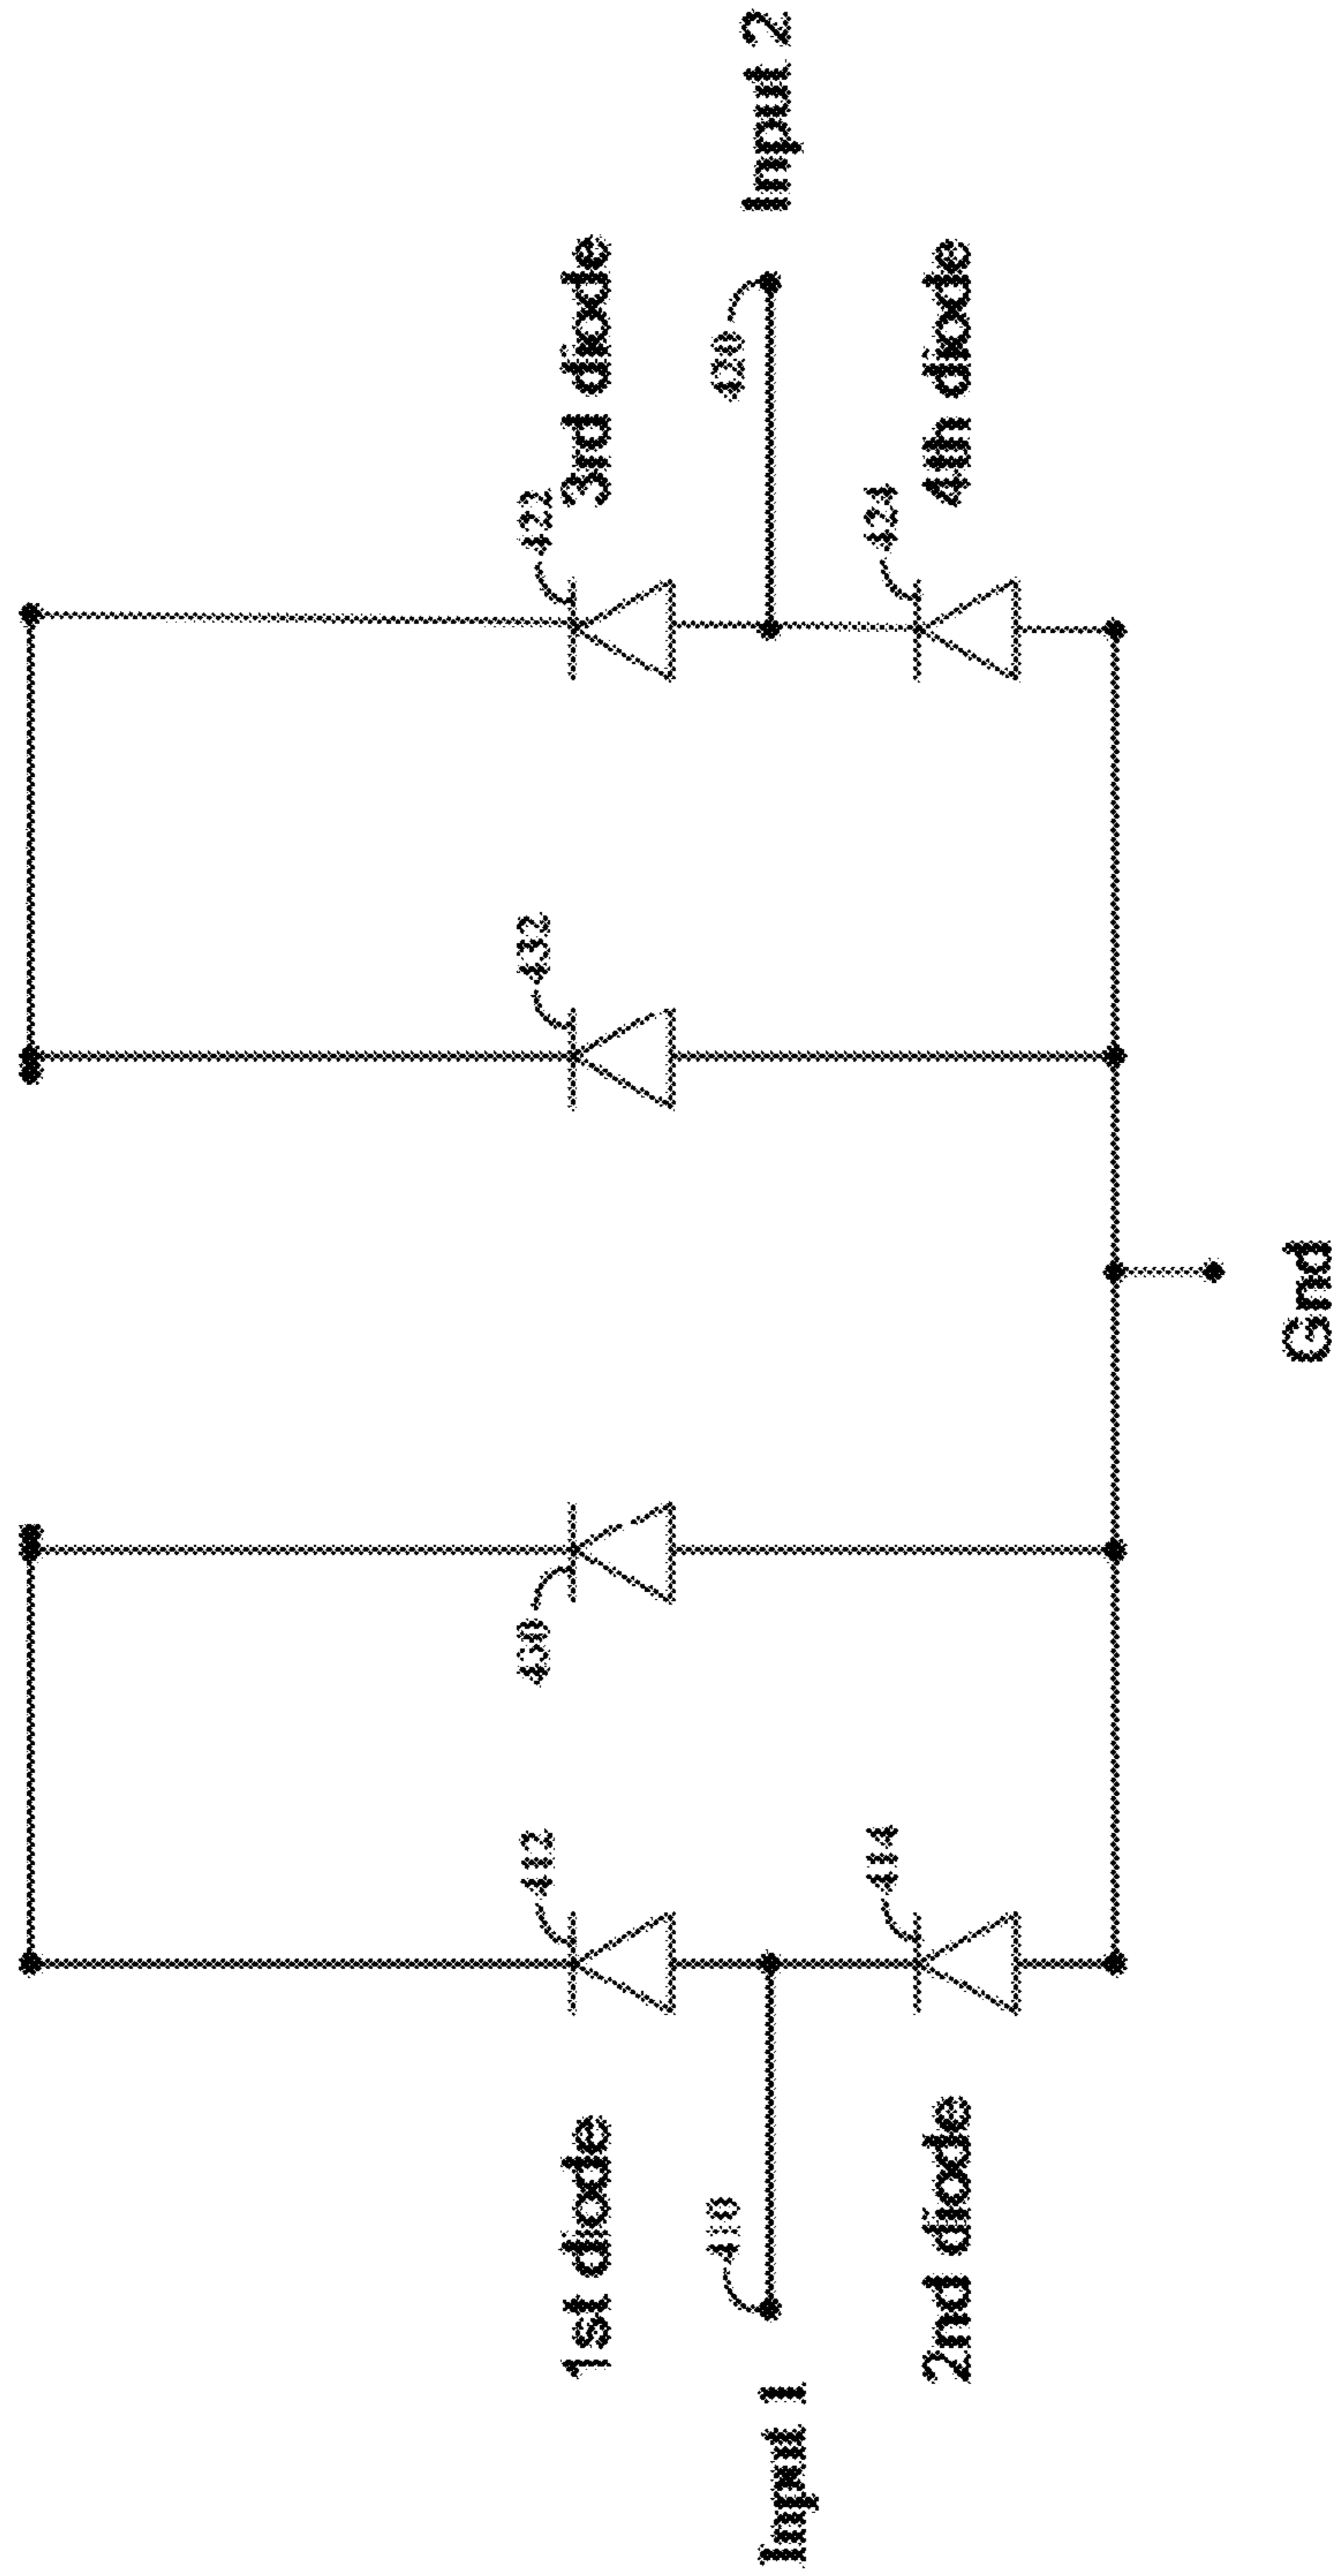 1st diode
412
430
432
422
3rd diode
Input 1
410
420
Input 2
2nd diode
414
424
4th diode
Gnd